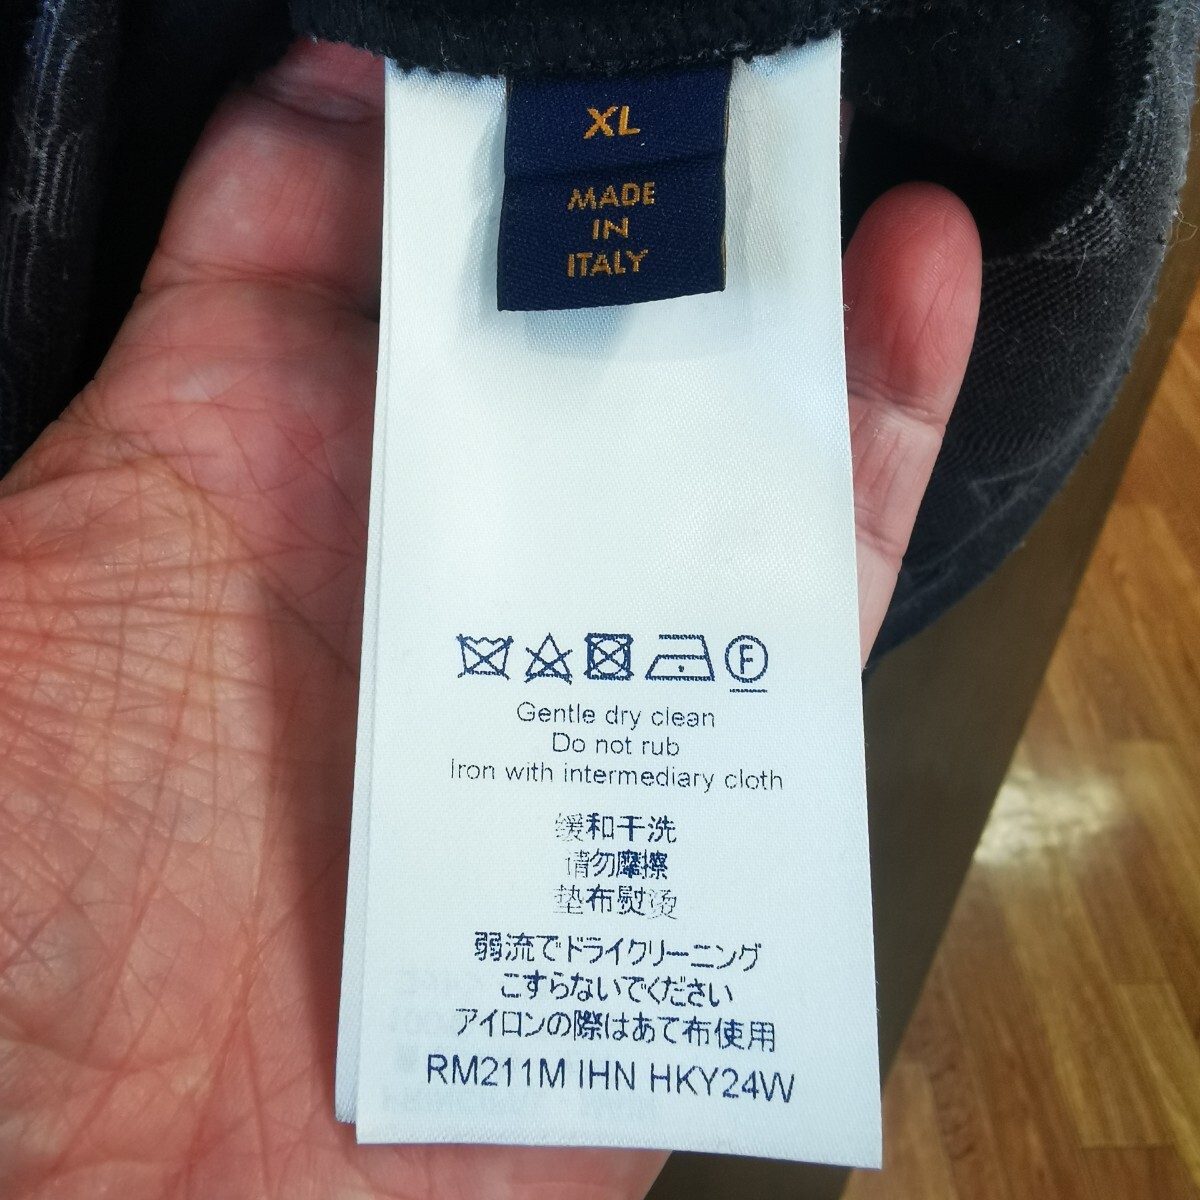 XL
MADE
IN
ITALY
F
Gentle dry clean
Do not rub
Iron with intermediary cloth
缓和干洗
请勿摩擦
垫布熨烫
弱流でドライクリーニング
こすらないでください
アイロンの際はあて布使用
RM211M IHN HKY24W